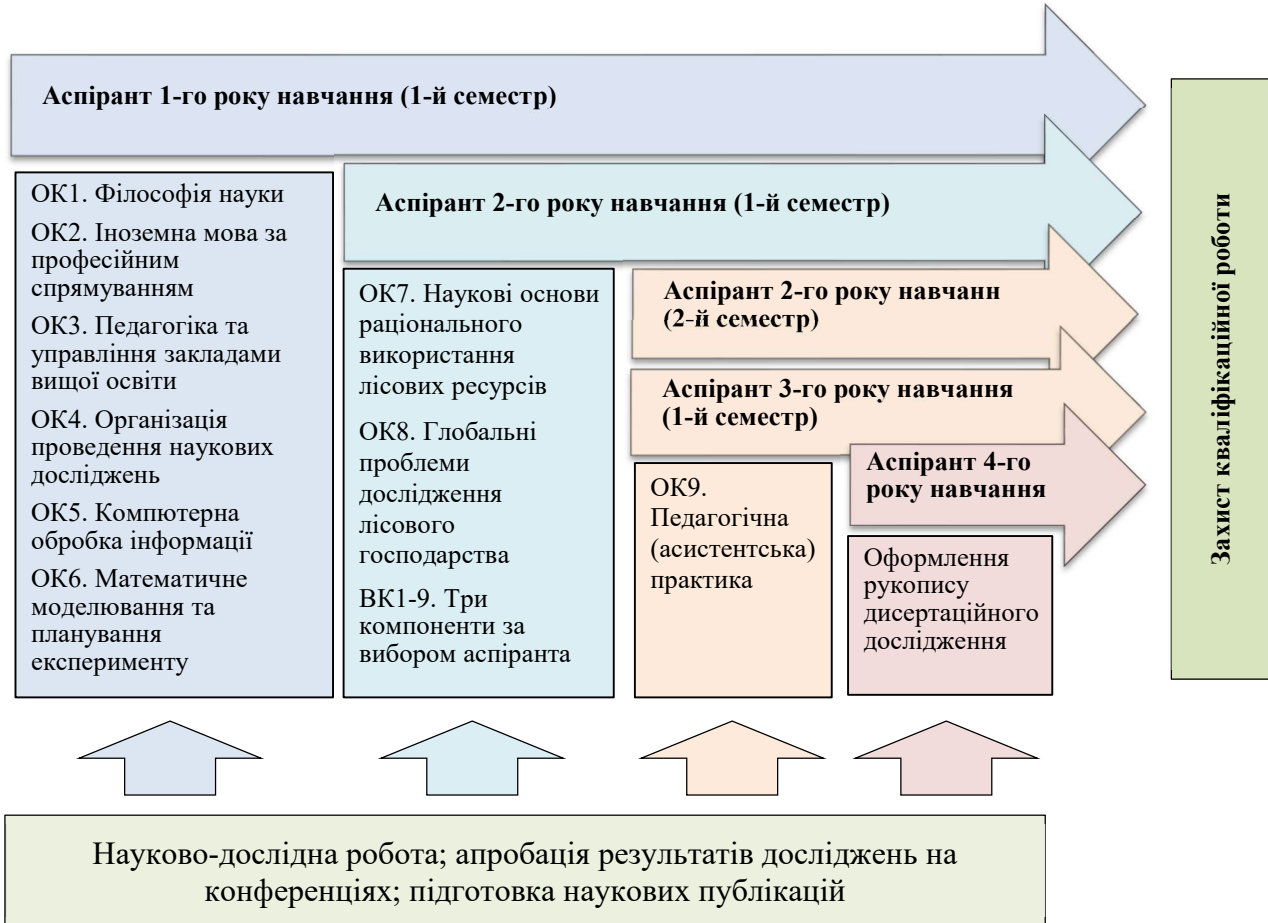 Аспірант 1-го року навчання (1-й семестр)
ОК1. Філософія науки
ОК2. Іноземна мова за
професійним
спрямуванням
ОК3. Педагогіка та
управління закладами
вищої освіти
ОК4. Організація
проведення наукових
досліджень
ОК5. Компютерна
обробка інформації
ОК6. Математичне
моделювання та
планування
експерименту
Аспірант 2-го року навчання (1-й семестр)
ОК7. Наукові основи
раціонального
використання
лісових ресурсів
ОК8. Глобальні
проблеми
дослідження
лісового
господарства
ВК1-9. Три
компоненти за
вибором аспіранта
Аспірант 2-го року навчанн
(2-й семестр)
Аспірант 3-го року навчання
(1-й семестр)
ОК9.
Педагогічна
(асистентська)
практика
Аспірант 4-го
року навчання
Оформлення
рукопису
дисертаційного
дослідження
Захист кваліфікаційної роботи
Науково-дослідна робота; апробація результатів досліджень на
конференціях; підготовка наукових публікацій